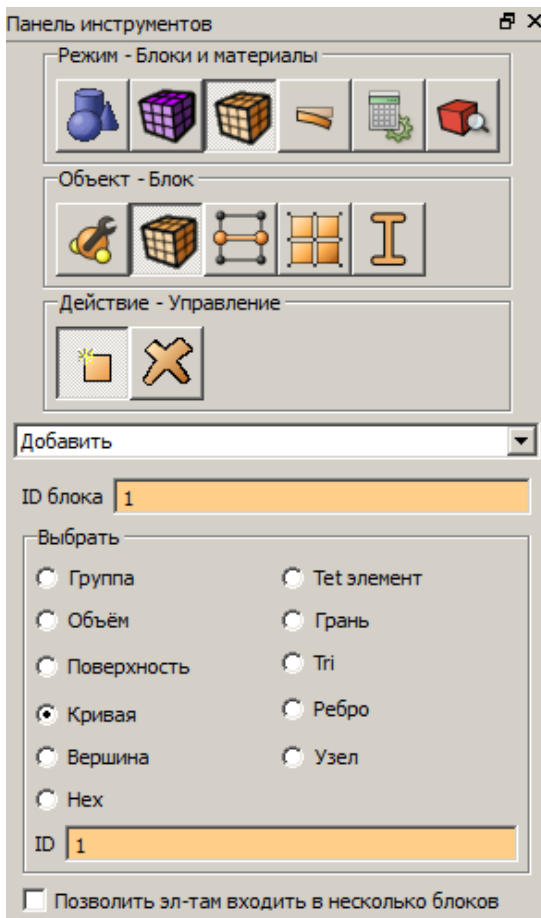 Панель инструментов
Режим - Блоки и материалы
Объект - Блок
Действие - Управление
Добавить
ID блока 1
Выбрать
Группа Tet элемент
Объём Грань
Поверхность Tri
Кривая Ребро
Вершина Узел
Hex
ID 1
Позволить эл-там входить в несколько блоков